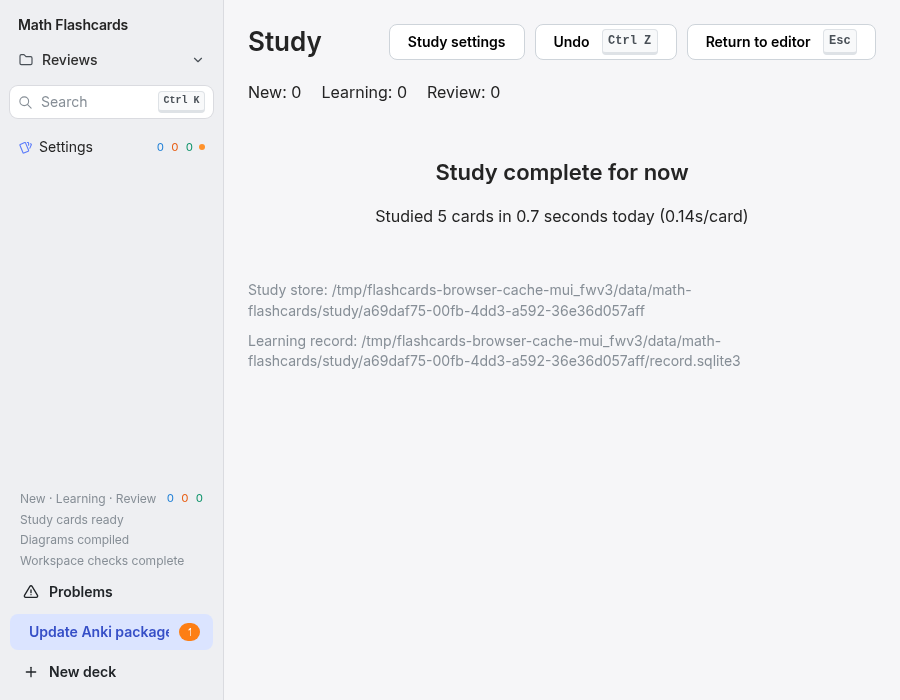 Math Flashcards
Reviews
Search Ctrl K
Settings 0 0 0
New · Learning · Review 0 0 0
Study cards ready
Diagrams compiled
Workspace checks complete
Problems
Update Anki package 1
New deck
Study
Study settings
Undo Ctrl Z
Return to editor Esc
New: 0 Learning: 0 Review: 0
Study complete for now
Studied 5 cards in 0.7 seconds today (0.14s/card)
Study store: /tmp/flashcards-browser-cache-mui_fwv3/data/math-
flashcards/study/a69daf75-00fb-4dd3-a592-36e36d057aff
Learning record: /tmp/flashcards-browser-cache-mui_fwv3/data/math-
flashcards/study/a69daf75-00fb-4dd3-a592-36e36d057aff/record.sqlite3